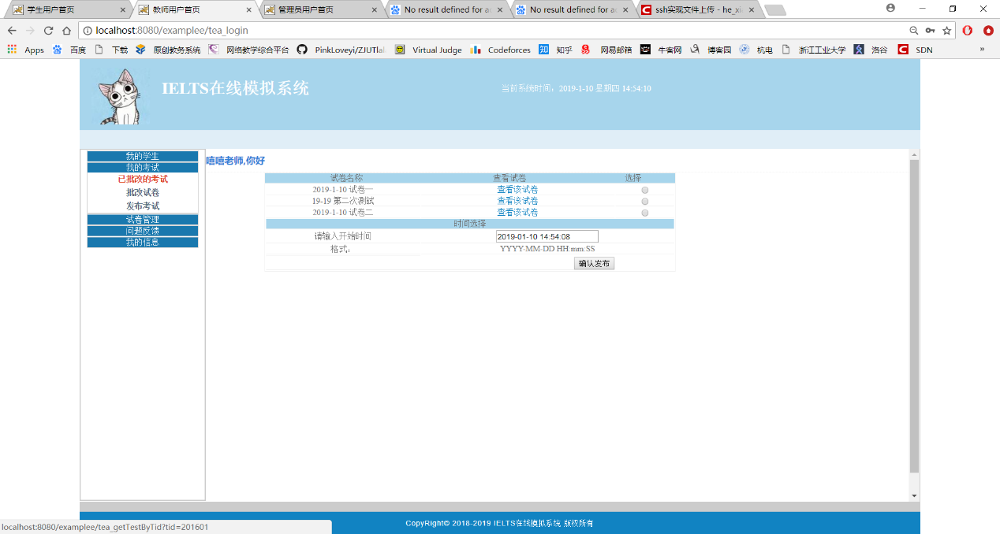 学生用户首页 教师用户首页 管理员用户首页 No result defined for ac No result defined for ac ssh实现文件上传 - he_xi
localhost:8080/examplee/tea_login
Apps 百度 下载 原创教务系统 网络教学综合平台 PinkLoveyi/ZJUTlal Virtual Judge Codeforces 知乎 网易邮箱 牛客网 博客园 杭电 浙江工业大学 洛谷 SDN »
IELTS在线模拟系统
当前系统时间：2019-1-10 星期四 14:54:10
我的学生
我的考试
已批改的考试
批改试卷
发布考试
试卷管理
问题反馈
我的信息
嘻嘻老师,你好
试卷名称 查看试卷 选择
2019-1-10 试卷一 查看该试卷
19-19 第二次测试 查看该试卷
2019-1-10 试卷二 查看该试卷
时间选择
请输入开始时间 2019-01-10 14:54:08
格式： YYYY-MM-DD HH:mm:SS
确认发布
localhost:8080/examplee/tea_getTestByTid?tid=201601
CopyRight© 2018-2019 IELTS在线模拟系统 版权所有